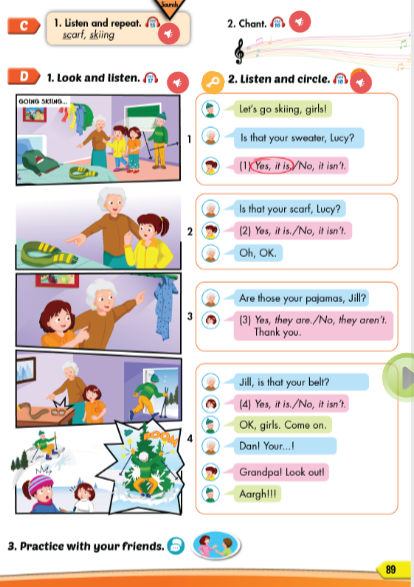 Sounds
C
1. Listen and repeat.
scarf, skiing
2. Chant.
D
1. Look and listen.
2. Listen and circle.
GOING SKIING...
1
Let's go skiing, girls!
Is that your sweater, Lucy?
(1) Yes, it is./No, it isn't.
2
Is that your scarf, Lucy?
(2) Yes, it is./No, it isn't.
Oh, OK.
3
Are those your pajamas, Jill?
(3) Yes, they are./No, they aren't.
Thank you.
4
Jill, is that your belt?
(4) Yes, it is./No, it isn't.
OK, girls. Come on.
Dan! Your...!
Grandpa! Look out!
Aargh!!!
BOOM
3. Practice with your friends.
89